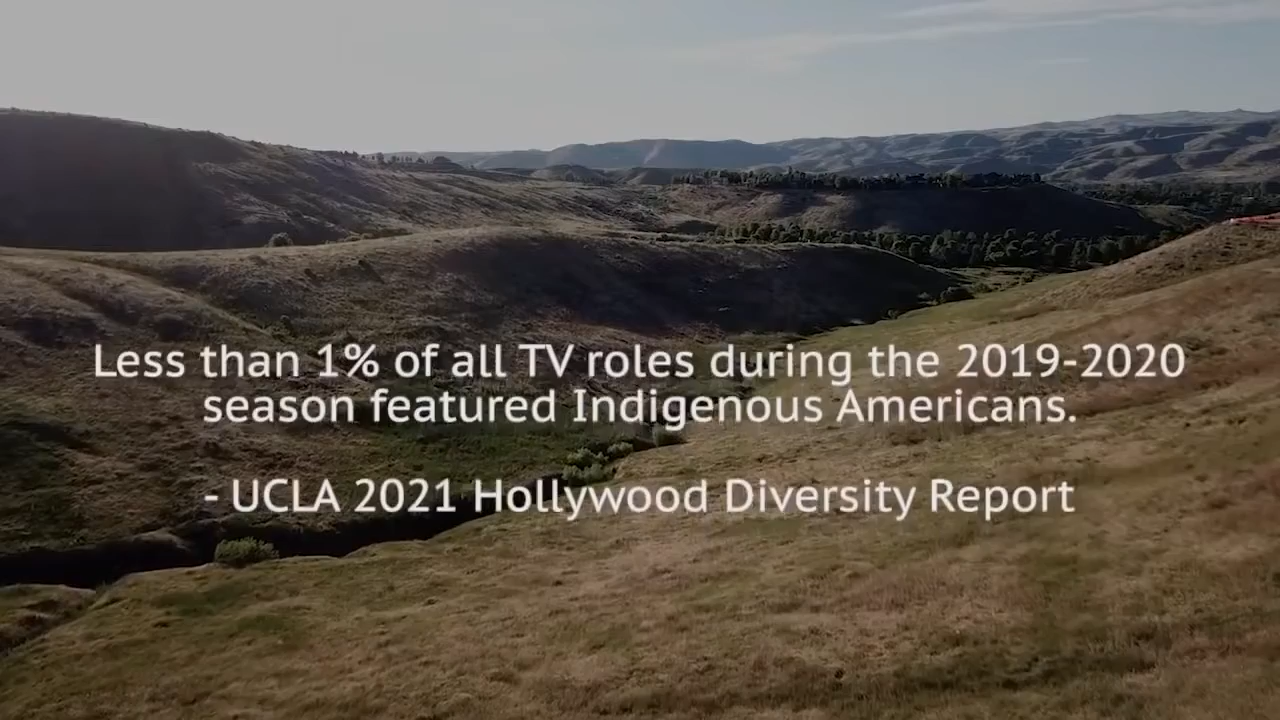 Less than 1% of all TV roles during the 2019-2020
season featured Indigenous Americans.
- UCLA 2021 Hollywood Diversity Report